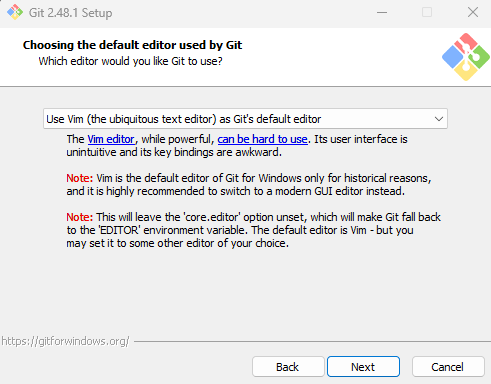 Git 2.48.1 Setup
Choosing the default editor used by Git
Which editor would you like Git to use?
Use Vim (the ubiquitous text editor) as Git's default editor
The Vim editor, while powerful, can be hard to use. Its user interface is
unintuitive and its key bindings are awkward.
Note: Vim is the default editor of Git for Windows only for historical reasons,
and it is highly recommended to switch to a modern GUI editor instead.
Note: This will leave the 'core.editor' option unset, which will make Git fall back
to the 'EDITOR' environment variable. The default editor is Vim - but you
may set it to some other editor of your choice.
https://gitforwindows.org/
Back
Next
Cancel